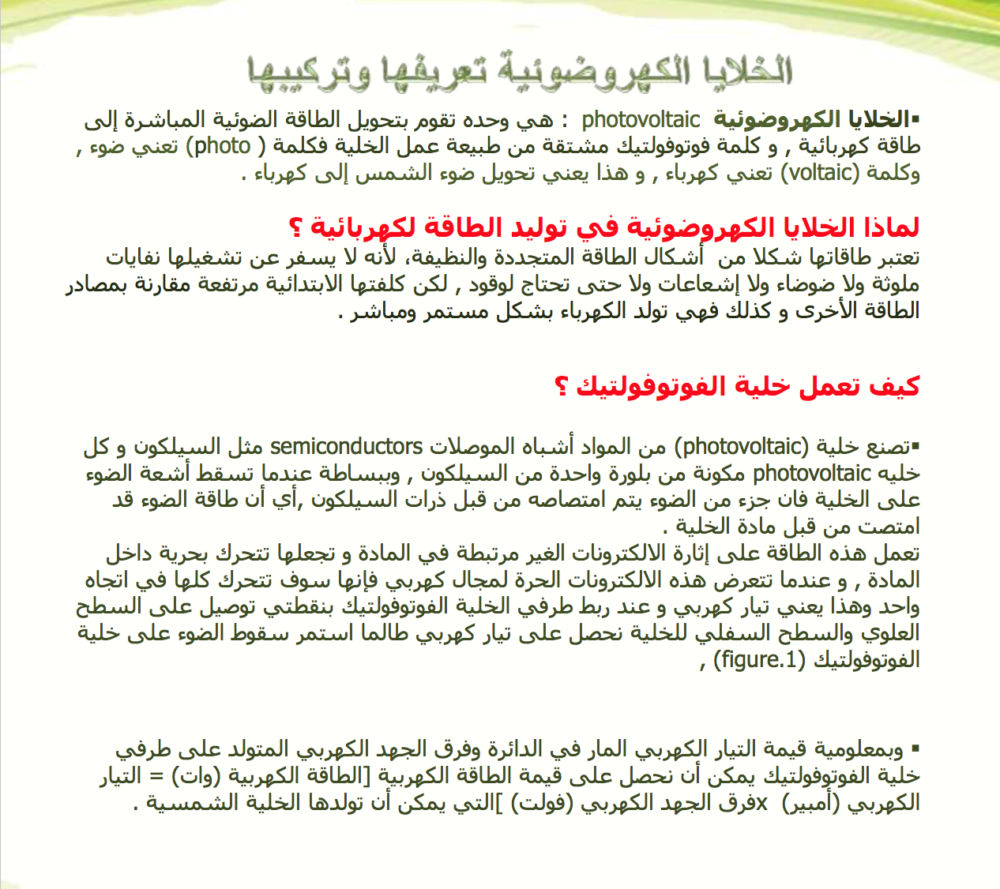 الخلايا الكهروضوئية تعريفها وتركيبها
▪الخلايا الكهروضوئية photovoltaic : هي وحده تقوم بتحويل الطاقة الضوئية المباشرة إلى
طاقة كهربائية , و كلمة فوتوفولتيك مشتقة من طبيعة عمل الخلية فكلمة ( photo) تعني ضوء ,
وكلمة (voltaic) تعني كهرباء , و هذا يعني تحويل ضوء الشمس إلى كهرباء .
لماذا الخلايا الكهروضوئية في توليد الطاقة لكهربائية ؟
تعتبر طاقاتها شكلا من أشكال الطاقة المتجددة والنظيفة، لأنه لا يسفر عن تشغيلها نفايات
ملوثة ولا ضوضاء ولا إشعاعات ولا حتى تحتاج لوقود , لكن كلفتها الابتدائية مرتفعة مقارنة بمصادر
الطاقة الأخرى و كذلك فهي تولد الكهرباء بشكل مستمر ومباشر .
كيف تعمل خلية الفوتوفولتيك ؟
▪تصنع خلية (photovoltaic) من المواد أشباه الموصلات semiconductors مثل السيلكون و كل
خليه photovoltaic مكونة من بلورة واحدة من السيلكون , وببساطة عندما تسقط أشعة الضوء
على الخلية فان جزء من الضوء يتم امتصاصه من قبل ذرات السيلكون ,أي أن طاقة الضوء قد
امتصت من قبل مادة الخلية .
تعمل هذه الطاقة على إثارة الالكترونات الغير مرتبطة في المادة و تجعلها تتحرك بحرية داخل
المادة , و عندما تتعرض هذه الالكترونات الحرة لمجال كهربي فإنها سوف تتحرك كلها في اتجاه
واحد وهذا يعني تيار كهربي و عند ربط طرفي الخلية الفوتوفولتيك بنقطتي توصيل على السطح
العلوي والسطح السفلي للخلية نحصل على تيار كهربي طالما استمر سقوط الضوء على خلية
الفوتوفولتيك (figure.1) ,
▪ وبمعلومية قيمة التيار الكهربي المار في الدائرة وفرق الجهد الكهربي المتولد على طرفي
خلية الفوتوفولتيك يمكن أن نحصل على قيمة الطاقة الكهربية [الطاقة الكهربية (وات) = التيار
الكهربي (أمبير) xفرق الجهد الكهربي (فولت) ]التي يمكن أن تولدها الخلية الشمسية .